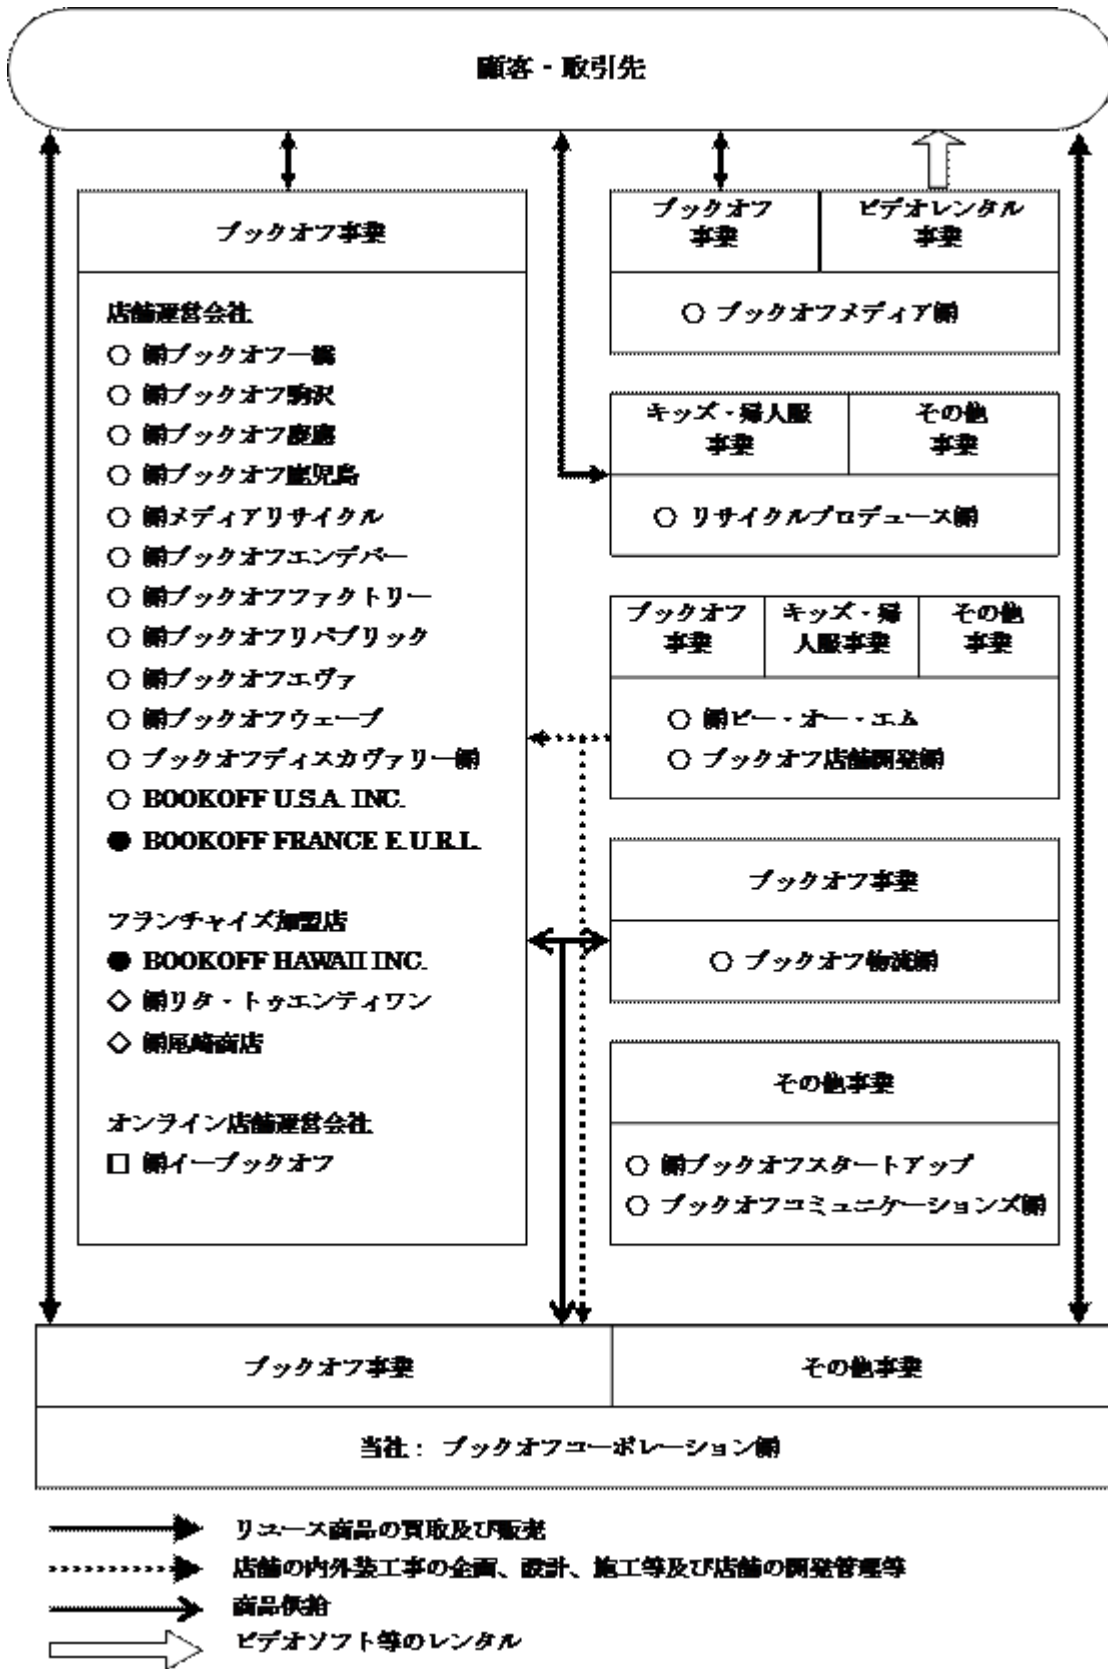 顧客・取引先
ブックオフ事業
店舗運営会社
○ ㈱ブックオフ一橋
○ ㈱ブックオフ駒沢
○ ㈱ブックオフ慶應
○ ㈱ブックオフ鹿児島
○ ㈱メディアリサイクル
○ ㈱ブックオフエンデバー
○ ㈱ブックオフファクトリー
○ ㈱ブックオフリパブリック
○ ㈱ブックオフエヴァ
○ ㈱ブックオフウェーブ
○ ブックオフディスカヴァリー㈱
○ BOOKOFF U.S.A. INC.
● BOOKOFF FRANCE E.U.R.L.
フランチャイズ加盟店
● BOOKOFF HAWAII INC.
◇ ㈱リタ・トゥエンティワン
◇ ㈱尾崎商店
オンライン店舗運営会社
□ ㈱イーブックオフ
ブックオフ
事業
ビデオレンタル
事業
○ ブックオフメディア㈱
キッズ・婦人服
事業
その他
事業
○ リサイクルプロデュース㈱
ブックオフ
事業
キッズ・婦
人服事業
その他
事業
○ ㈱ビー・オー・エム
○ ブックオフ店舗開発㈱
ブックオフ事業
○ ブックオフ物流㈱
その他事業
○ ㈱ブックオフスタートアップ
○ ブックオフコミュニケーションズ㈱
ブックオフ事業
その他事業
当社： ブックオフコーポレーション㈱
リユース商品の買取及び販売
店舗の内外装工事の企画、設計、施工等及び店舗の開発管理等
商品供給
ビデオソフト等のレンタル